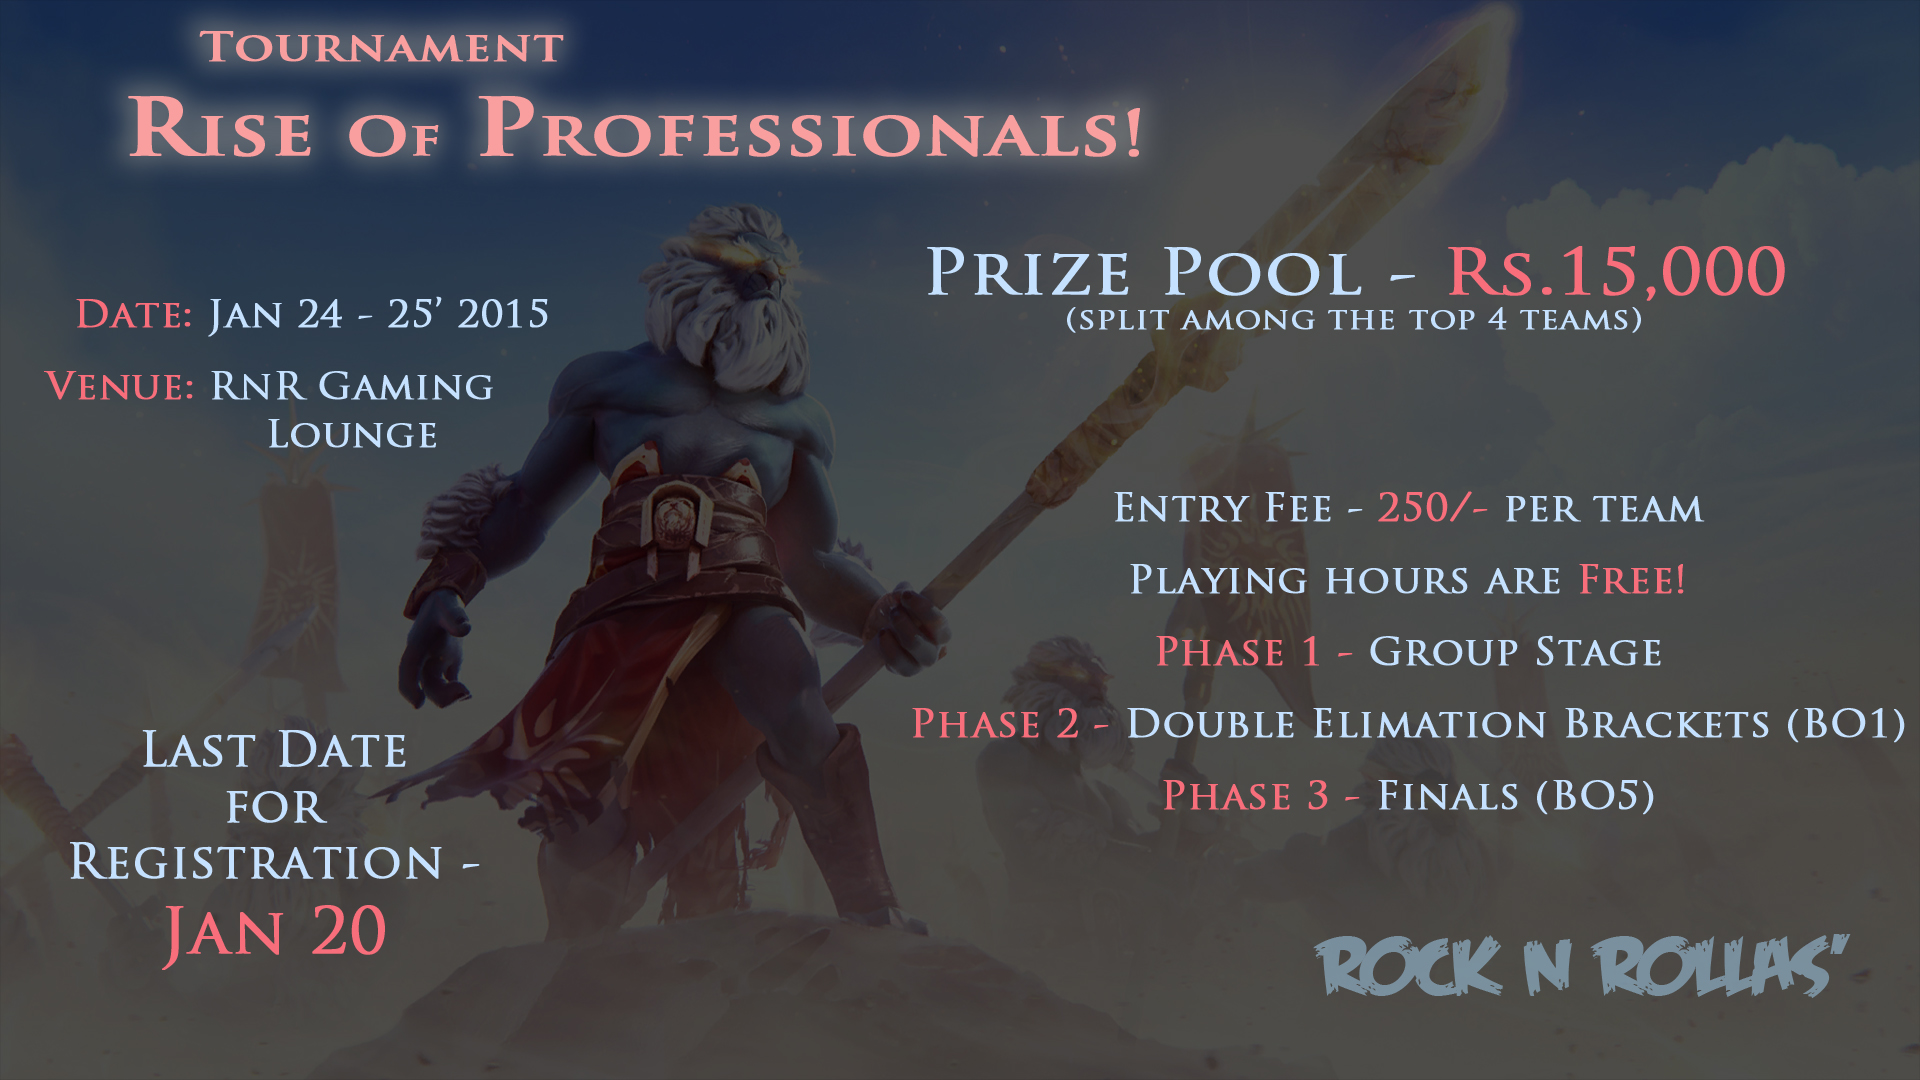 Tournament
Rise of Professionals!
Date: Jan 24 - 25’ 2015
Venue: RnR Gaming
Lounge
Last Date
for
Registration -
Jan 20
Prize Pool - Rs.15,000
(split among the top 4 teams)
Entry Fee - 250/- per team
Playing hours are Free!
Phase 1 - Group Stage
Phase 2 - Double Elimation Brackets (BO1)
Phase 3 - Finals (BO5)
ROCK N ROLLAS'